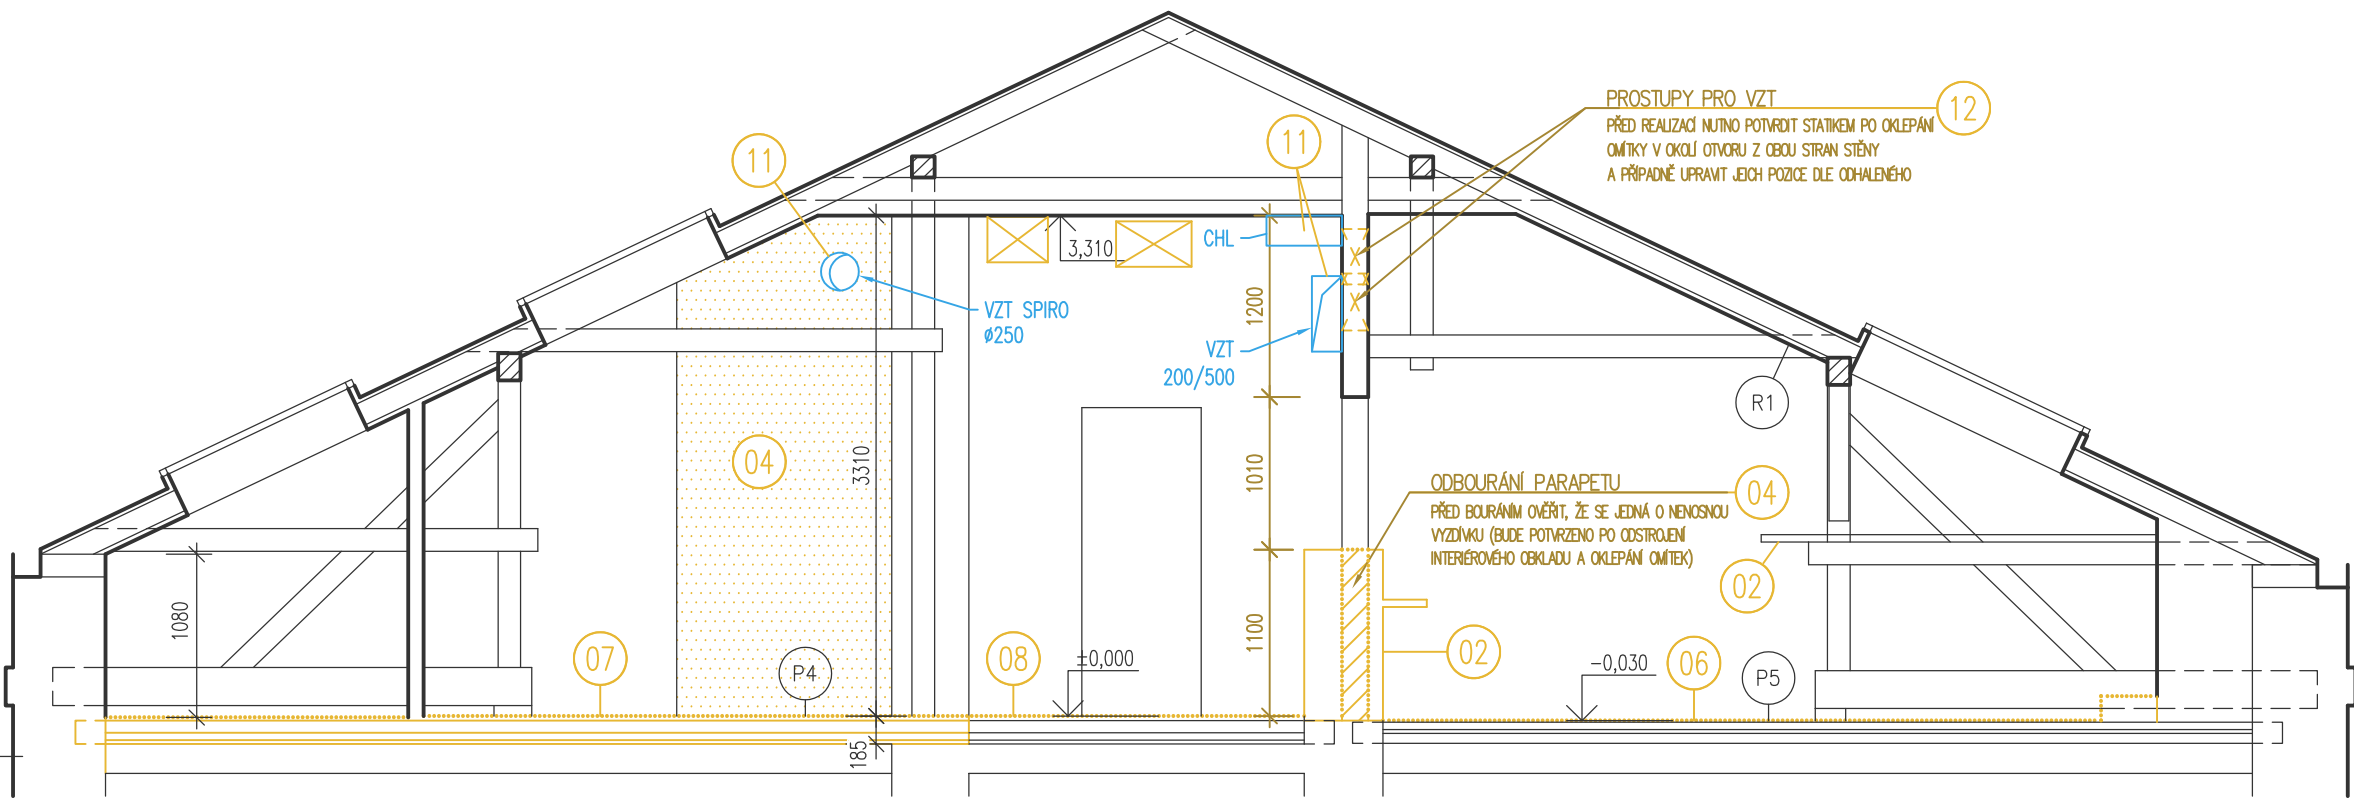 PROSTUPY PRO VZT
12
PŘED REALIZACÍ NUTNO POTVRDIT STATIKEM PO OKLEPÁNÍ
OMÍTKY V OKOLÍ OTVORU Z OBOU STRAN STĚNY
A PŘÍPADNĚ UPRAVIT JEICH POZICE DLE ODHALENÉHO
11
11
CHL
3,310
VZT SPIRO
ø250
1200
VZT
200/500
R1
04
3310
1010
ODBOURÁNÍ PARAPETU
04
PŘED BOURÁNÍM OVĚŘIT, ŽE SE JEDNÁ O NENOSNOU
VYZDÍVKU (BUDE POTVRZENO PO ODSTROJENÍ
INTERIÉROVÉHO OBKLADU A OKLEPÁNÍ OMÍTEK)
02
1080
1100
07
P4
08
±0,000
02
-0,030
06
P5
185